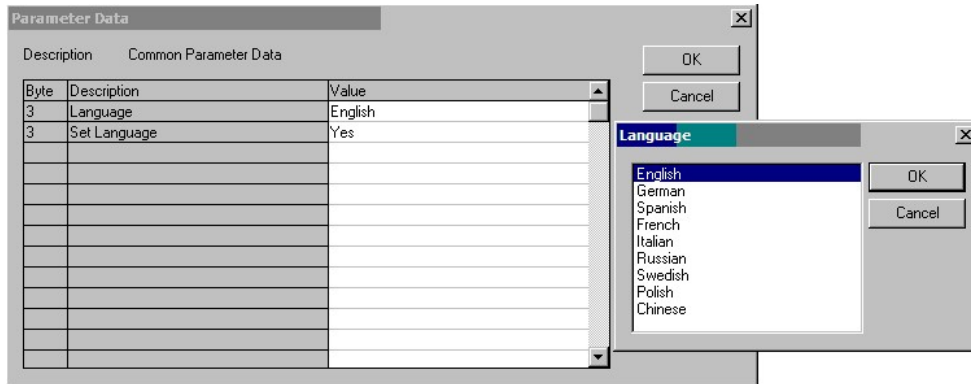 Parameter Data
Description Common Parameter Data
OK
Cancel
Byte Description Value
3 Language English
3 Set Language Yes
Language
English
German
Spanish
French
Italian
Russian
Swedish
Polish
Chinese
OK
Cancel